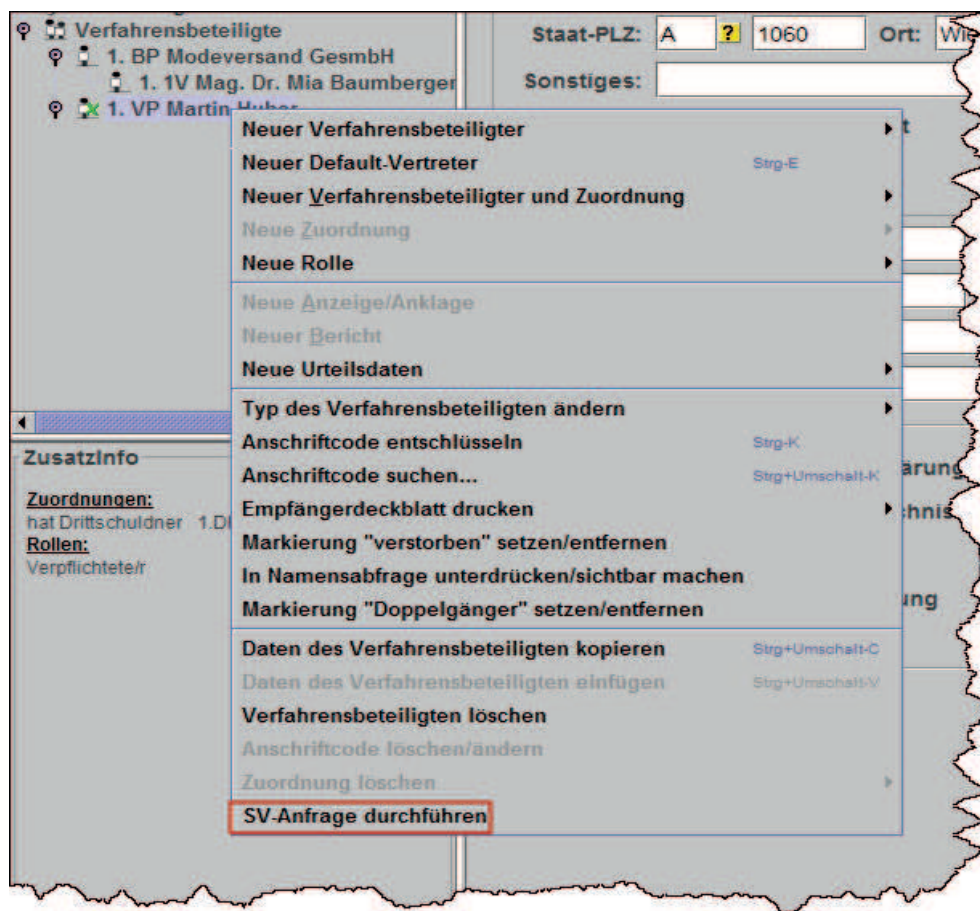 Verfahrensbeteiligte
1. BP Modeversand GesmbH
1. 1V Mag. Dr. Mia Baumberger
1. VP Martin Huber
Staat-PLZ: A ? 1060 Ort: Wie
Sonstiges:
t
Neuer Verfahrensbeteiligter
Neuer Default-Vertreter Strg-E
Neuer Verfahrensbeteiligter und Zuordnung
Neue Zuordnung
Neue Rolle
Neue Anzeige/Anklage
Neuer Bericht
Neue Urteilsdaten
Typ des Verfahrensbeteiligten ändern
Anschriftcode entschlüsseln Strg-K
Anschriftcode suchen... Strg+Umschalt-K
Empfängerdeckblatt drucken
Markierung "verstorben" setzen/entfernen
In Namensabfrage unterdrücken/sichtbar machen
Markierung "Doppelgänger" setzen/entfernen
Daten des Verfahrensbeteiligten kopieren Strg+Umschalt-C
Daten des Verfahrensbeteiligten einfügen Strg+Umschalt-V
Verfahrensbeteiligten löschen
Anschriftcode löschen/ändern
Zuordnung löschen
SV-Anfrage durchführen
ärung
chnis
ung
ZusatzInfo
Zuordnungen:
hat Drittschuldner 1.D
Rollen:
Verpflichtete/r